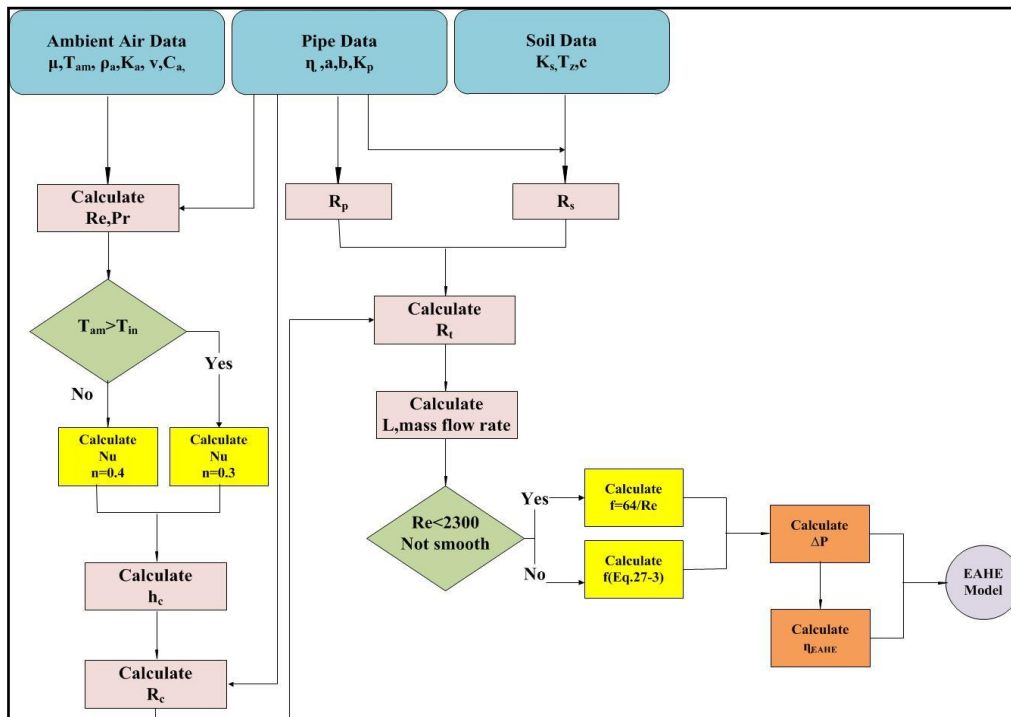 Ambient Air Data
μ,Tam, ρa,Ka, v,Ca,
Pipe Data
η ,a,b,Kp
Soil Data
Ks,Tz,c
Calculate
Re,Pr
Rp
Rs
Tam>Tin
Yes
No
Calculate
Nu
n=0.4
Calculate
Nu
n=0.3
Calculate
hc
Calculate
Rc
Calculate
Rt
Calculate
L,mass flow rate
Re<2300
Not smooth
Yes
No
Calculate
f=64/Re
Calculate
f(Eq.27-3)
Calculate
ΔP
Calculate
ηEAHE
EAHE
Model